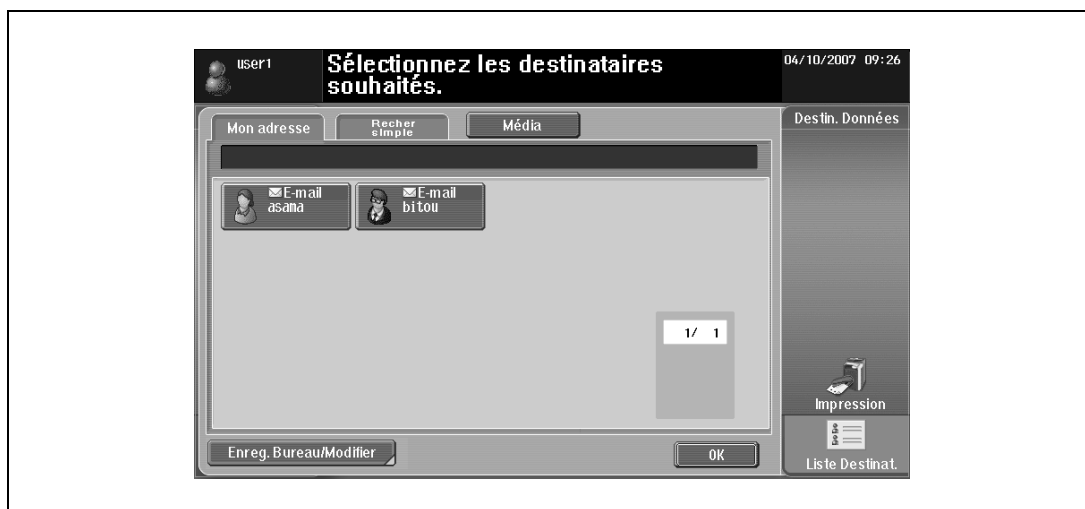 user1
Sélectionnez les destinataires
souhaités.
04/10/2007 09:26
Mon adresse
Recher
simple
Média
Destin. Données
E-mail
asama
E-mail
bitou
1/ 1
Impression
Enreg. Bureau/Modifier
OK
Liste Destinat.